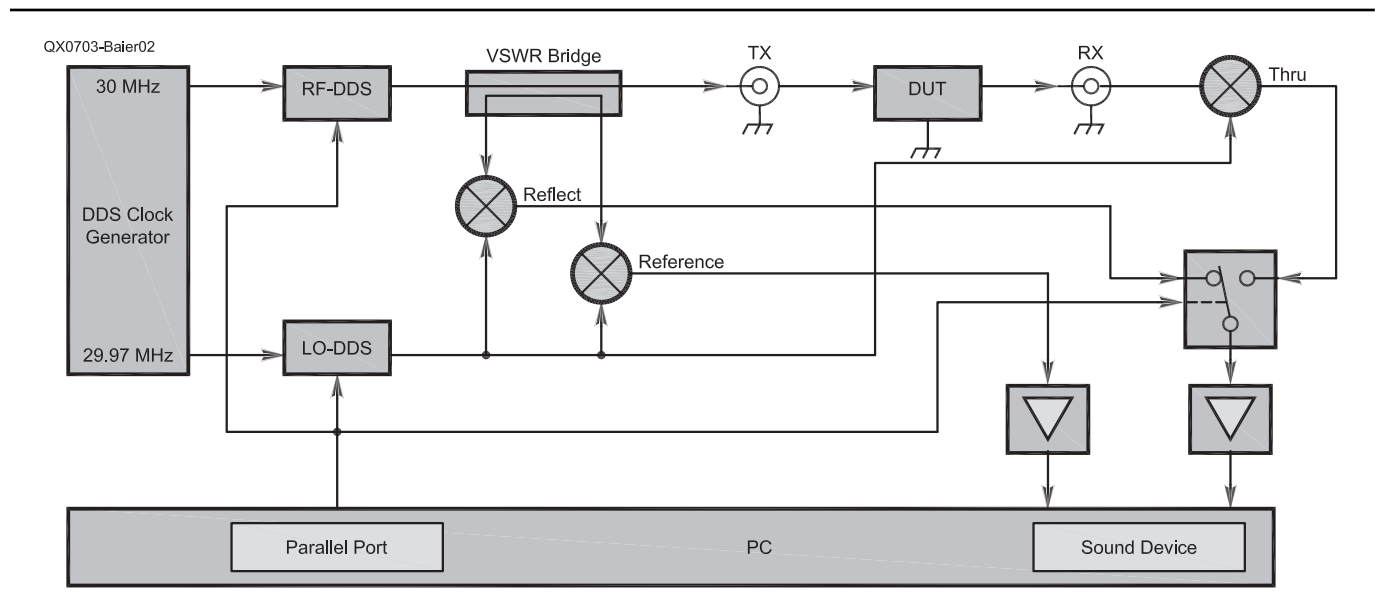 QX0703-Baier02
VSWR Bridge
TX
RX
30 MHz
RF-DDS
DUT
Thru
DDS Clock
Generator
Reflect
Reference
29.97 MHz
LO-DDS
Parallel Port
PC
Sound Device